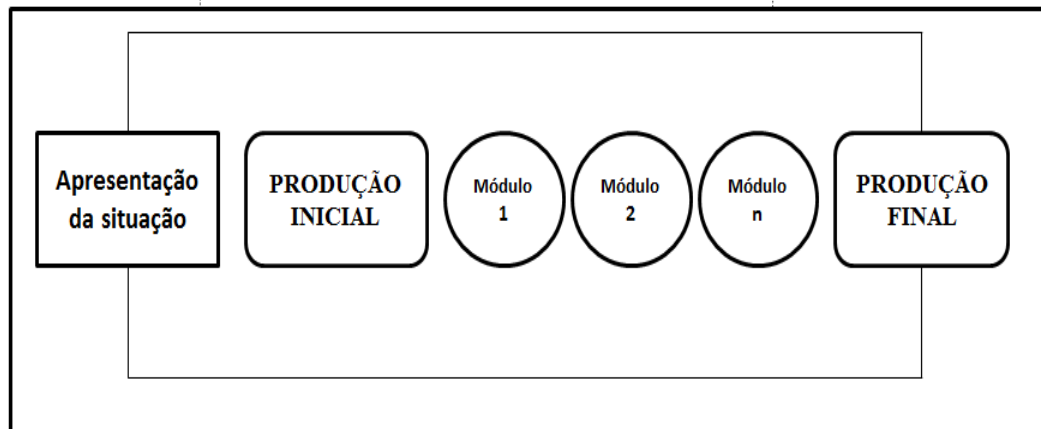 Apresentação
da situação
PRODUÇÃO
INICIAL
Módulo
1
Módulo
2
Módulo
n
PRODUÇÃO
FINAL